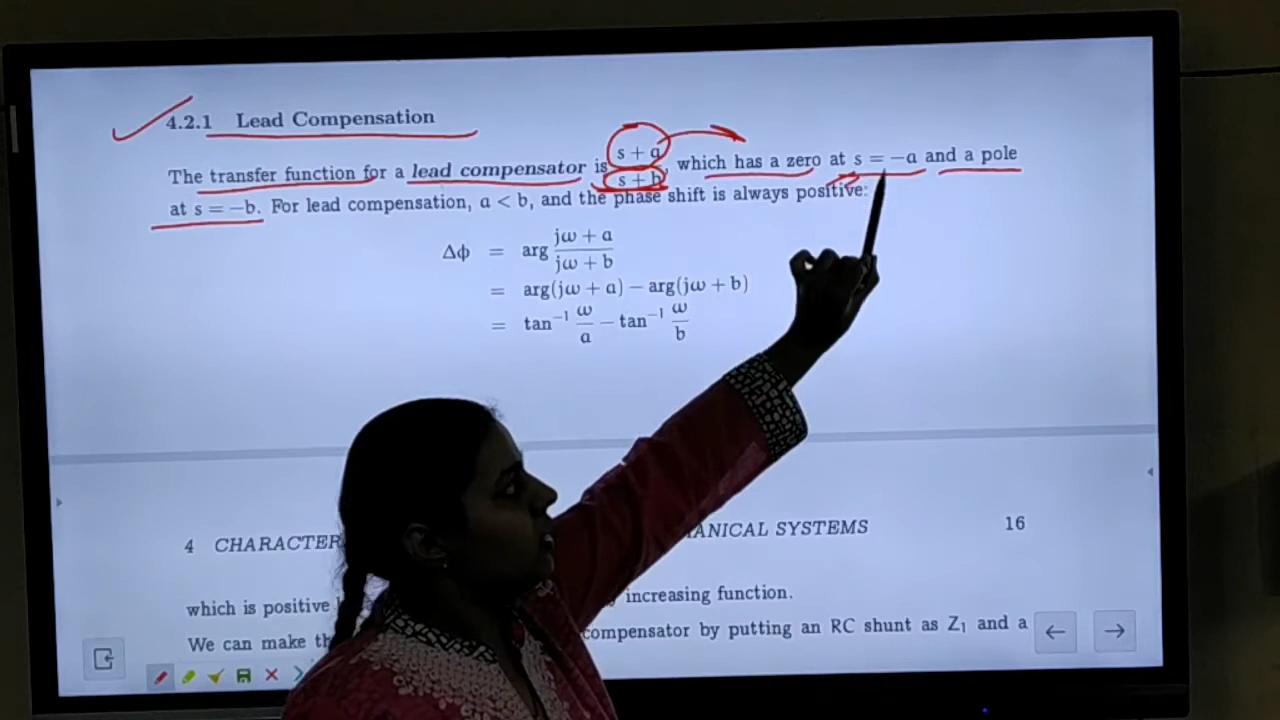 4.2.1 Lead Compensation
The transfer function for a lead compensator is s + a / s + b, which has a zero at s = −a and a pole
at s = −b. For lead compensation, a < b, and the phase shift is always positive:
Δϕ = arg jω + a / jω + b
= arg(jω + a) − arg(jω + b)
= tan⁻¹ ω/a − tan⁻¹ ω/b
4 CHARACTER ANICAL SYSTEMS 16
which is positive increasing function.
We can make compensator by putting an RC shunt as Z₁ and a